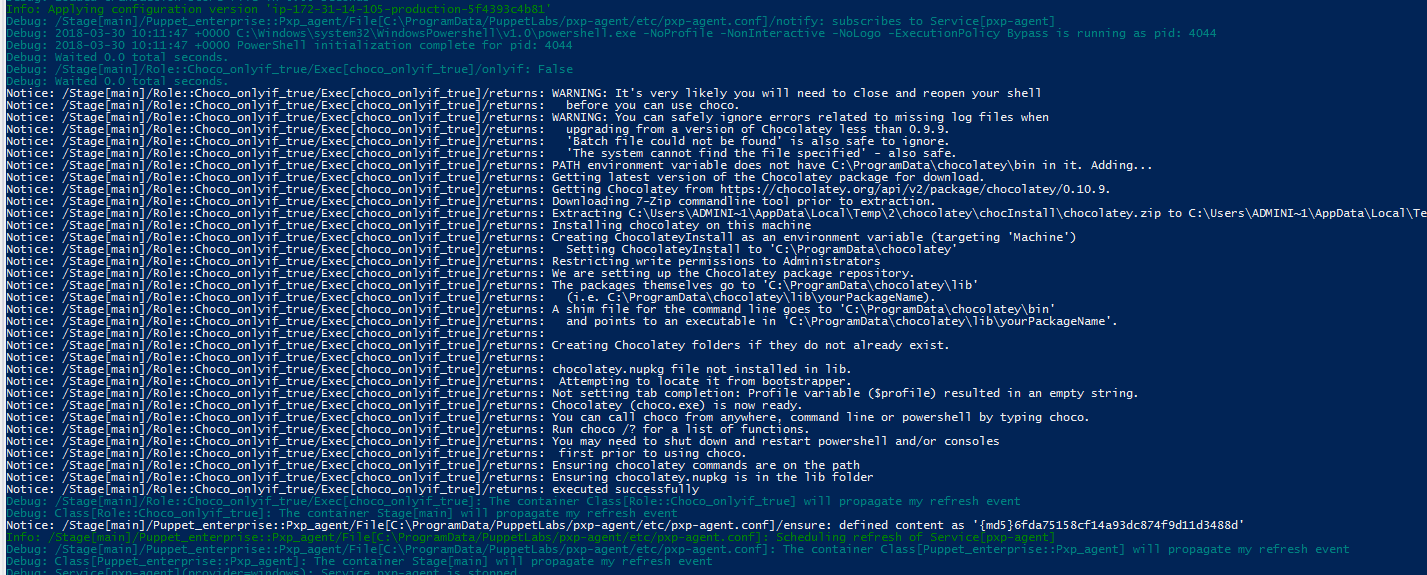 Info: Applying configuration version 'ip-172-31-14-105-production-5f4393c4b81'
Debug: /Stage[main]/Puppet_enterprise::Pxp_agent/File[C:\ProgramData/PuppetLabs/pxp-agent/etc/pxp-agent.conf]/notify: subscribes to Service[pxp-agent]
Debug: 2018-03-30 10:11:47 +0000 C:\Windows\system32\WindowsPowershell\v1.0\powershell.exe -NoProfile -NonInteractive -NoLogo -ExecutionPolicy Bypass is running as pid: 4044
Debug: 2018-03-30 10:11:47 +0000 PowerShell initialization complete for pid: 4044
Debug: Waited 0.0 total seconds.
Debug: /Stage[main]/Role::Choco_onlyif_true/Exec[choco_onlyif_true]/onlyif: False
Debug: Waited 0.0 total seconds.
Notice: /Stage[main]/Role::Choco_onlyif_true/Exec[choco_onlyif_true]/returns: WARNING: It's very likely you will need to close and reopen your shell
Notice: /Stage[main]/Role::Choco_onlyif_true/Exec[choco_onlyif_true]/returns:   before you can use choco.
Notice: /Stage[main]/Role::Choco_onlyif_true/Exec[choco_onlyif_true]/returns: WARNING: You can safely ignore errors related to missing log files when
Notice: /Stage[main]/Role::Choco_onlyif_true/Exec[choco_onlyif_true]/returns:   upgrading from a version of Chocolatey less than 0.9.9.
Notice: /Stage[main]/Role::Choco_onlyif_true/Exec[choco_onlyif_true]/returns:   'Batch file could not be found' is also safe to ignore.
Notice: /Stage[main]/Role::Choco_onlyif_true/Exec[choco_onlyif_true]/returns:   'The system cannot find the file specified' - also safe.
Notice: /Stage[main]/Role::Choco_onlyif_true/Exec[choco_onlyif_true]/returns: PATH environment variable does not have C:\ProgramData\chocolatey\bin in it. Adding...
Notice: /Stage[main]/Role::Choco_onlyif_true/Exec[choco_onlyif_true]/returns: Getting latest version of the Chocolatey package for download.
Notice: /Stage[main]/Role::Choco_onlyif_true/Exec[choco_onlyif_true]/returns: Getting Chocolatey from https://chocolatey.org/api/v2/package/chocolatey/0.10.9.
Notice: /Stage[main]/Role::Choco_onlyif_true/Exec[choco_onlyif_true]/returns: Downloading 7-Zip commandline tool prior to extraction.
Notice: /Stage[main]/Role::Choco_onlyif_true/Exec[choco_onlyif_true]/returns: Extracting C:\Users\ADMINI~1\AppData\Local\Temp\2\chocolatey\chocInstall\chocolatey.zip to C:\Users\ADMINI~1\AppData\Local\Te
Notice: /Stage[main]/Role::Choco_onlyif_true/Exec[choco_onlyif_true]/returns: Installing chocolatey on this machine
Notice: /Stage[main]/Role::Choco_onlyif_true/Exec[choco_onlyif_true]/returns: Creating ChocolateyInstall as an environment variable (targeting 'Machine')
Notice: /Stage[main]/Role::Choco_onlyif_true/Exec[choco_onlyif_true]/returns:   Setting ChocolateyInstall to 'C:\ProgramData\chocolatey'
Notice: /Stage[main]/Role::Choco_onlyif_true/Exec[choco_onlyif_true]/returns: Restricting write permissions to Administrators
Notice: /Stage[main]/Role::Choco_onlyif_true/Exec[choco_onlyif_true]/returns: We are setting up the Chocolatey package repository.
Notice: /Stage[main]/Role::Choco_onlyif_true/Exec[choco_onlyif_true]/returns: The packages themselves go to 'C:\ProgramData\chocolatey\lib'
Notice: /Stage[main]/Role::Choco_onlyif_true/Exec[choco_onlyif_true]/returns:   (i.e. C:\ProgramData\chocolatey\lib\yourPackageName).
Notice: /Stage[main]/Role::Choco_onlyif_true/Exec[choco_onlyif_true]/returns: A shim file for the command line goes to 'C:\ProgramData\chocolatey\bin'
Notice: /Stage[main]/Role::Choco_onlyif_true/Exec[choco_onlyif_true]/returns:   and points to an executable in 'C:\ProgramData\chocolatey\lib\yourPackageName'.
Notice: /Stage[main]/Role::Choco_onlyif_true/Exec[choco_onlyif_true]/returns:
Notice: /Stage[main]/Role::Choco_onlyif_true/Exec[choco_onlyif_true]/returns: Creating Chocolatey folders if they do not already exist.
Notice: /Stage[main]/Role::Choco_onlyif_true/Exec[choco_onlyif_true]/returns:
Notice: /Stage[main]/Role::Choco_onlyif_true/Exec[choco_onlyif_true]/returns: chocolatey.nupkg file not installed in lib.
Notice: /Stage[main]/Role::Choco_onlyif_true/Exec[choco_onlyif_true]/returns:  Attempting to locate it from bootstrapper.
Notice: /Stage[main]/Role::Choco_onlyif_true/Exec[choco_onlyif_true]/returns: Not setting tab completion: Profile variable ($profile) resulted in an empty string.
Notice: /Stage[main]/Role::Choco_onlyif_true/Exec[choco_onlyif_true]/returns: Chocolatey (choco.exe) is now ready.
Notice: /Stage[main]/Role::Choco_onlyif_true/Exec[choco_onlyif_true]/returns: You can call choco from anywhere, command line or powershell by typing choco.
Notice: /Stage[main]/Role::Choco_onlyif_true/Exec[choco_onlyif_true]/returns: Run choco /? for a list of functions.
Notice: /Stage[main]/Role::Choco_onlyif_true/Exec[choco_onlyif_true]/returns: You may need to shut down and restart powershell and/or consoles
Notice: /Stage[main]/Role::Choco_onlyif_true/Exec[choco_onlyif_true]/returns:  first prior to using choco.
Notice: /Stage[main]/Role::Choco_onlyif_true/Exec[choco_onlyif_true]/returns: Ensuring chocolatey commands are on the path
Notice: /Stage[main]/Role::Choco_onlyif_true/Exec[choco_onlyif_true]/returns: Ensuring chocolatey.nupkg is in the lib folder
Notice: /Stage[main]/Role::Choco_onlyif_true/Exec[choco_onlyif_true]/returns: executed successfully
Debug: /Stage[main]/Role::Choco_onlyif_true/Exec[choco_onlyif_true]: The container Class[Role::Choco_onlyif_true] will propagate my refresh event
Debug: Class[Role::Choco_onlyif_true]: The container Stage[main] will propagate my refresh event
Notice: /Stage[main]/Puppet_enterprise::Pxp_agent/File[C:\ProgramData/PuppetLabs/pxp-agent/etc/pxp-agent.conf]/ensure: defined content as '{md5}6fda75158cf14a93dc874f9d11d3488d'
Info: /Stage[main]/Puppet_enterprise::Pxp_agent/File[C:\ProgramData/PuppetLabs/pxp-agent/etc/pxp-agent.conf]: Scheduling refresh of Service[pxp-agent]
Debug: /Stage[main]/Puppet_enterprise::Pxp_agent/File[C:\ProgramData/PuppetLabs/pxp-agent/etc/pxp-agent.conf]: The container Class[Puppet_enterprise::Pxp_agent] will propagate my refresh event
Debug: Class[Puppet_enterprise::Pxp_agent]: The container Stage[main] will propagate my refresh event
Debug: Service[pxp-agent](provider=windows): Service pxp-agent is stopped